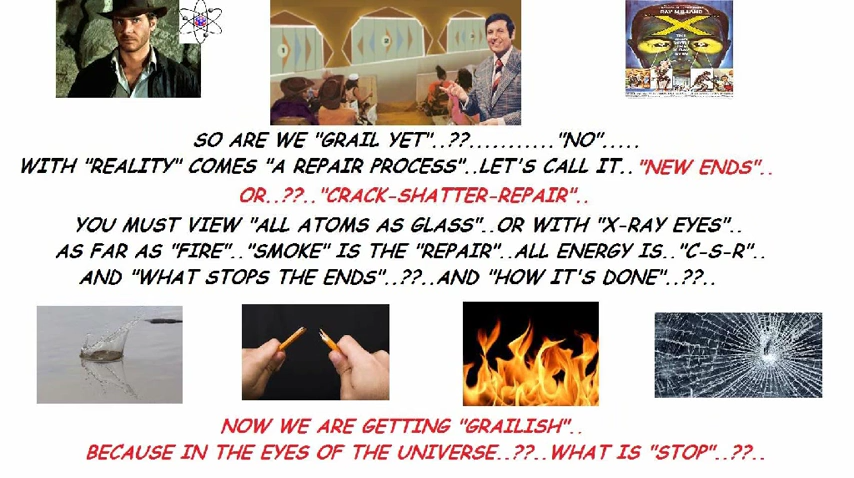 RAY MILLAND
X
SO ARE WE "GRAIL YET"..??..........."NO".....
WITH "REALITY" COMES "A REPAIR PROCESS"..LET'S CALL IT.."NEW ENDS"..
OR..??.."CRACK-SHATTER-REPAIR"..
YOU MUST VIEW "ALL ATOMS AS GLASS"..OR WITH "X-RAY EYES"..
AS FAR AS "FIRE".."SMOKE" IS THE "REPAIR"..ALL ENERGY IS.."C-S-R"..
AND "WHAT STOPS THE ENDS"..??..AND "HOW IT'S DONE"..??..
NOW WE ARE GETTING "GRAILISH"..
BECAUSE IN THE EYES OF THE UNIVERSE..??..WHAT IS "STOP"..??..